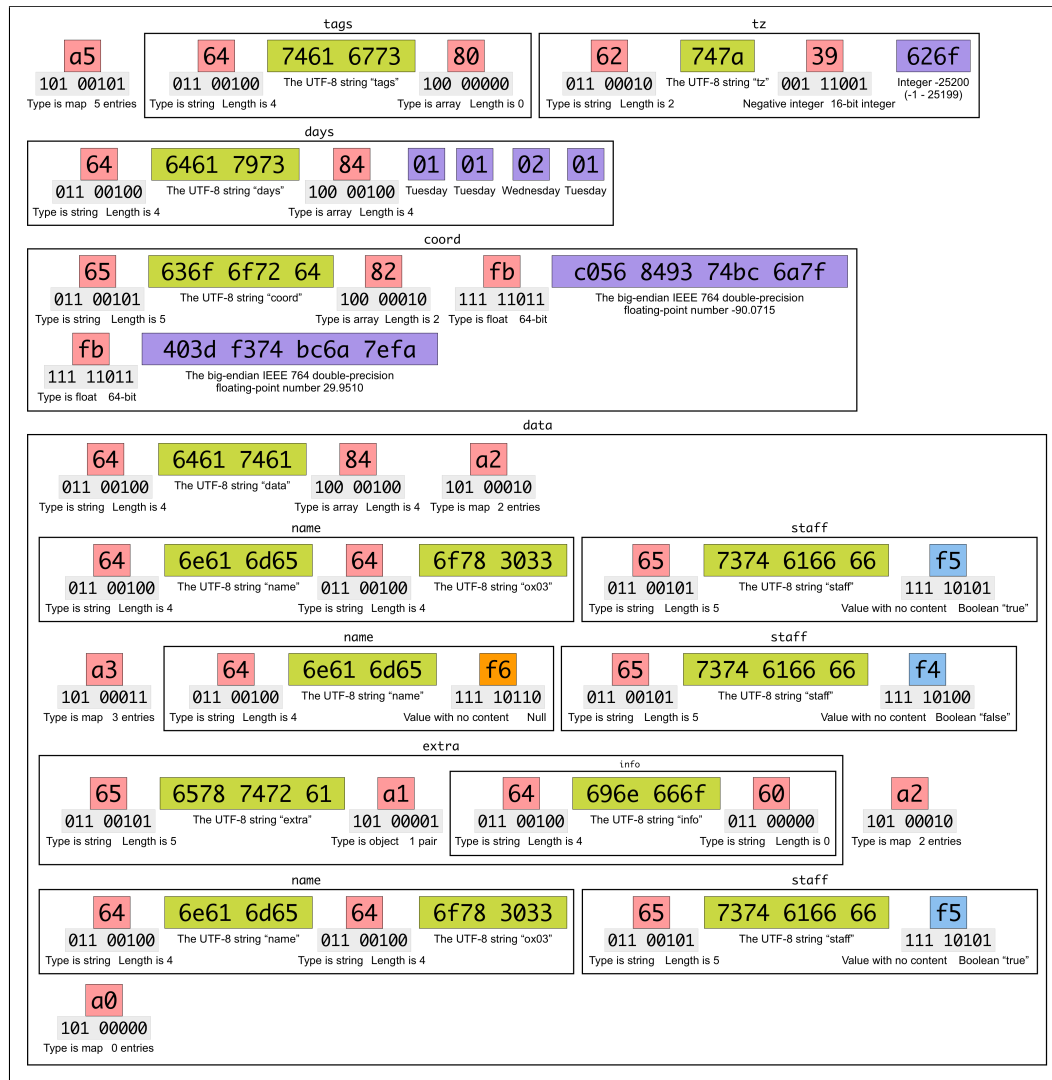 tags tz
a5 64 7461 6773 80 62 747a 39 626f
101 00101 011 00100 The UTF-8 string “tags” 100 00000 011 00010 The UTF-8 string “tz” 001 11001 Integer -25200
(-1 - 25199)
Type is map 5 entries Type is string Length is 4 Type is array Length is 0 Type is string Length is 2 Negative integer 16-bit integer
days
64 6461 7973 84 01 01 02 01
011 00100 The UTF-8 string “days” 100 00100 Tuesday Tuesday Wednesday Tuesday
Type is string Length is 4 Type is array Length is 4
coord
65 636f 6f72 64 82 fb c056 8493 74bc 6a7f
011 00101 The UTF-8 string “coord” 100 00010 111 11011 The big-endian IEEE 764 double-precision
floating-point number -90.0715
Type is string Length is 5 Type is array Length is 2 Type is float 64-bit
fb 403d f374 bc6a 7efa
111 11011 The big-endian IEEE 764 double-precision
floating-point number 29.9510
Type is float 64-bit
data
64 6461 7461 84 a2
011 00100 The UTF-8 string “data” 100 00100 101 00010
Type is string Length is 4 Type is array Length is 4 Type is map 2 entries
name staff
64 6e61 6d65 64 6f78 3033 65 7374 6166 66 f5
011 00100 The UTF-8 string “name” 011 00100 The UTF-8 string “ox03” 011 00101 The UTF-8 string “staff” 111 10101
Type is string Length is 4 Type is string Length is 4 Type is string Length is 5 Value with no content Boolean “true”
name staff
a3 64 6e61 6d65 f6 65 7374 6166 66 f4
101 00011 011 00100 The UTF-8 string “name” 111 10110 011 00101 The UTF-8 string “staff” 111 10100
Type is map 3 entries Type is string Length is 4 Value with no content Null Type is string Length is 5 Value with no content Boolean “false”
extra
info
65 6578 7472 61 a1 64 696e 666f 60 a2
011 00101 The UTF-8 string “extra” 101 00001 011 00100 The UTF-8 string “info” 011 00000 101 00010
Type is string Length is 5 Type is object 1 pair Type is string Length is 4 Type is string Length is 0 Type is map 2 entries
name staff
64 6e61 6d65 64 6f78 3033 65 7374 6166 66 f5
011 00100 The UTF-8 string “name” 011 00100 The UTF-8 string “ox03” 011 00101 The UTF-8 string “staff” 111 10101
Type is string Length is 4 Type is string Length is 4 Type is string Length is 5 Value with no content Boolean “true”
a0
101 00000
Type is map 0 entries